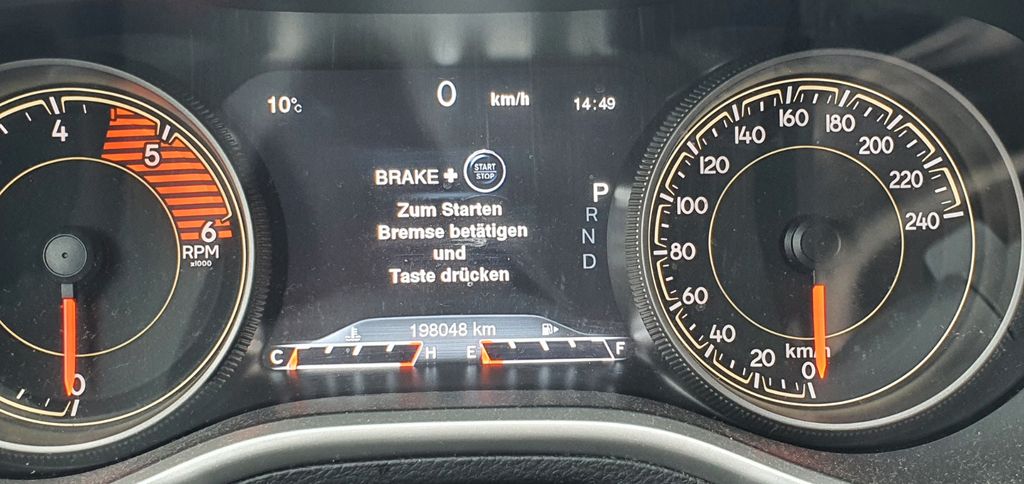 10°C 0 km/h 14:49
BRAKE + START STOP
Zum Starten
Bremse betätigen
und
Taste drücken
P
R
N
D
198048 km
C H E F
4
5
6
RPM
x1000
0
0
20
40
60
80
100
120
140
160
180
200
220
240
km/h